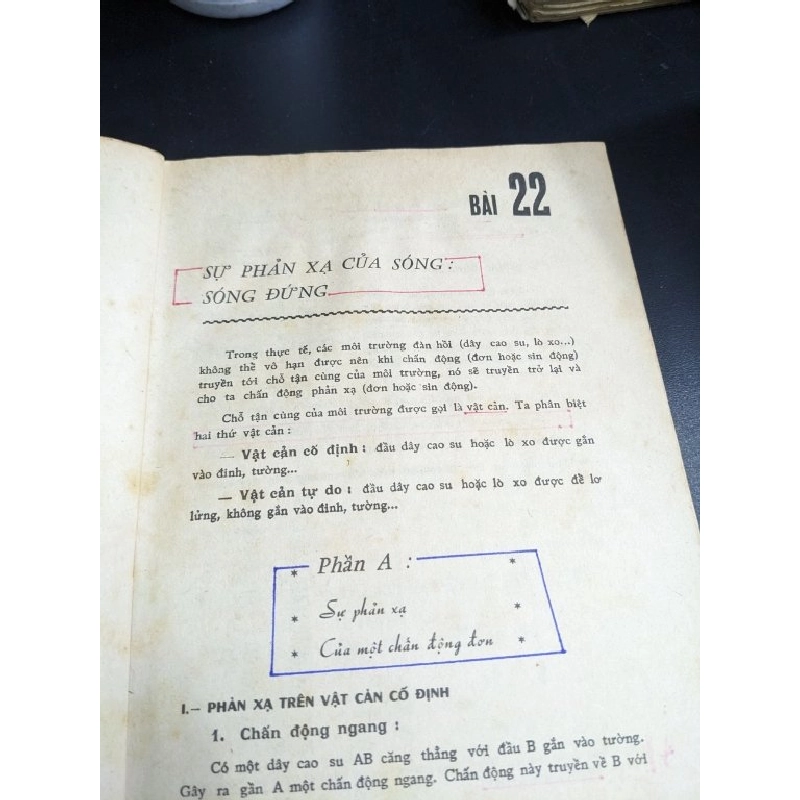 BÀI 22
SỰ PHẢN XẠ CỦA SÓNG :
SÓNG ĐỨNG
Trong thực tế, các môi trường đàn hồi (dây cao su, lò xo...)
không thể vô hạn được nên khi chấn động (đơn hoặc sin động)
truyền tới chỗ tận cùng của môi trường, nó sẽ truyền trở lại và
cho ta chấn động phản xạ (đơn hoặc sin động).
Chỗ tận cùng của môi trường được gọi là vật cản. Ta phân biệt
hai thứ vật cản :
— Vật cản cố định : đầu dây cao su hoặc lò xo được gắn
vào đinh, tường...
— Vật cản tự do : đầu dây cao su hoặc lò xo được để lơ
lửng, không gắn vào đinh, tường...
* Phần A : *
* Sự phản xạ *
* Của một chấn động đơn *
I.— PHẢN XẠ TRÊN VẬT CẢN CỐ ĐỊNH
1. Chấn động ngang :
Có một dây cao su AB căng thẳng với đầu B gắn vào tường.
Gây ra gần A một chấn động ngang. Chấn động này truyền về B với